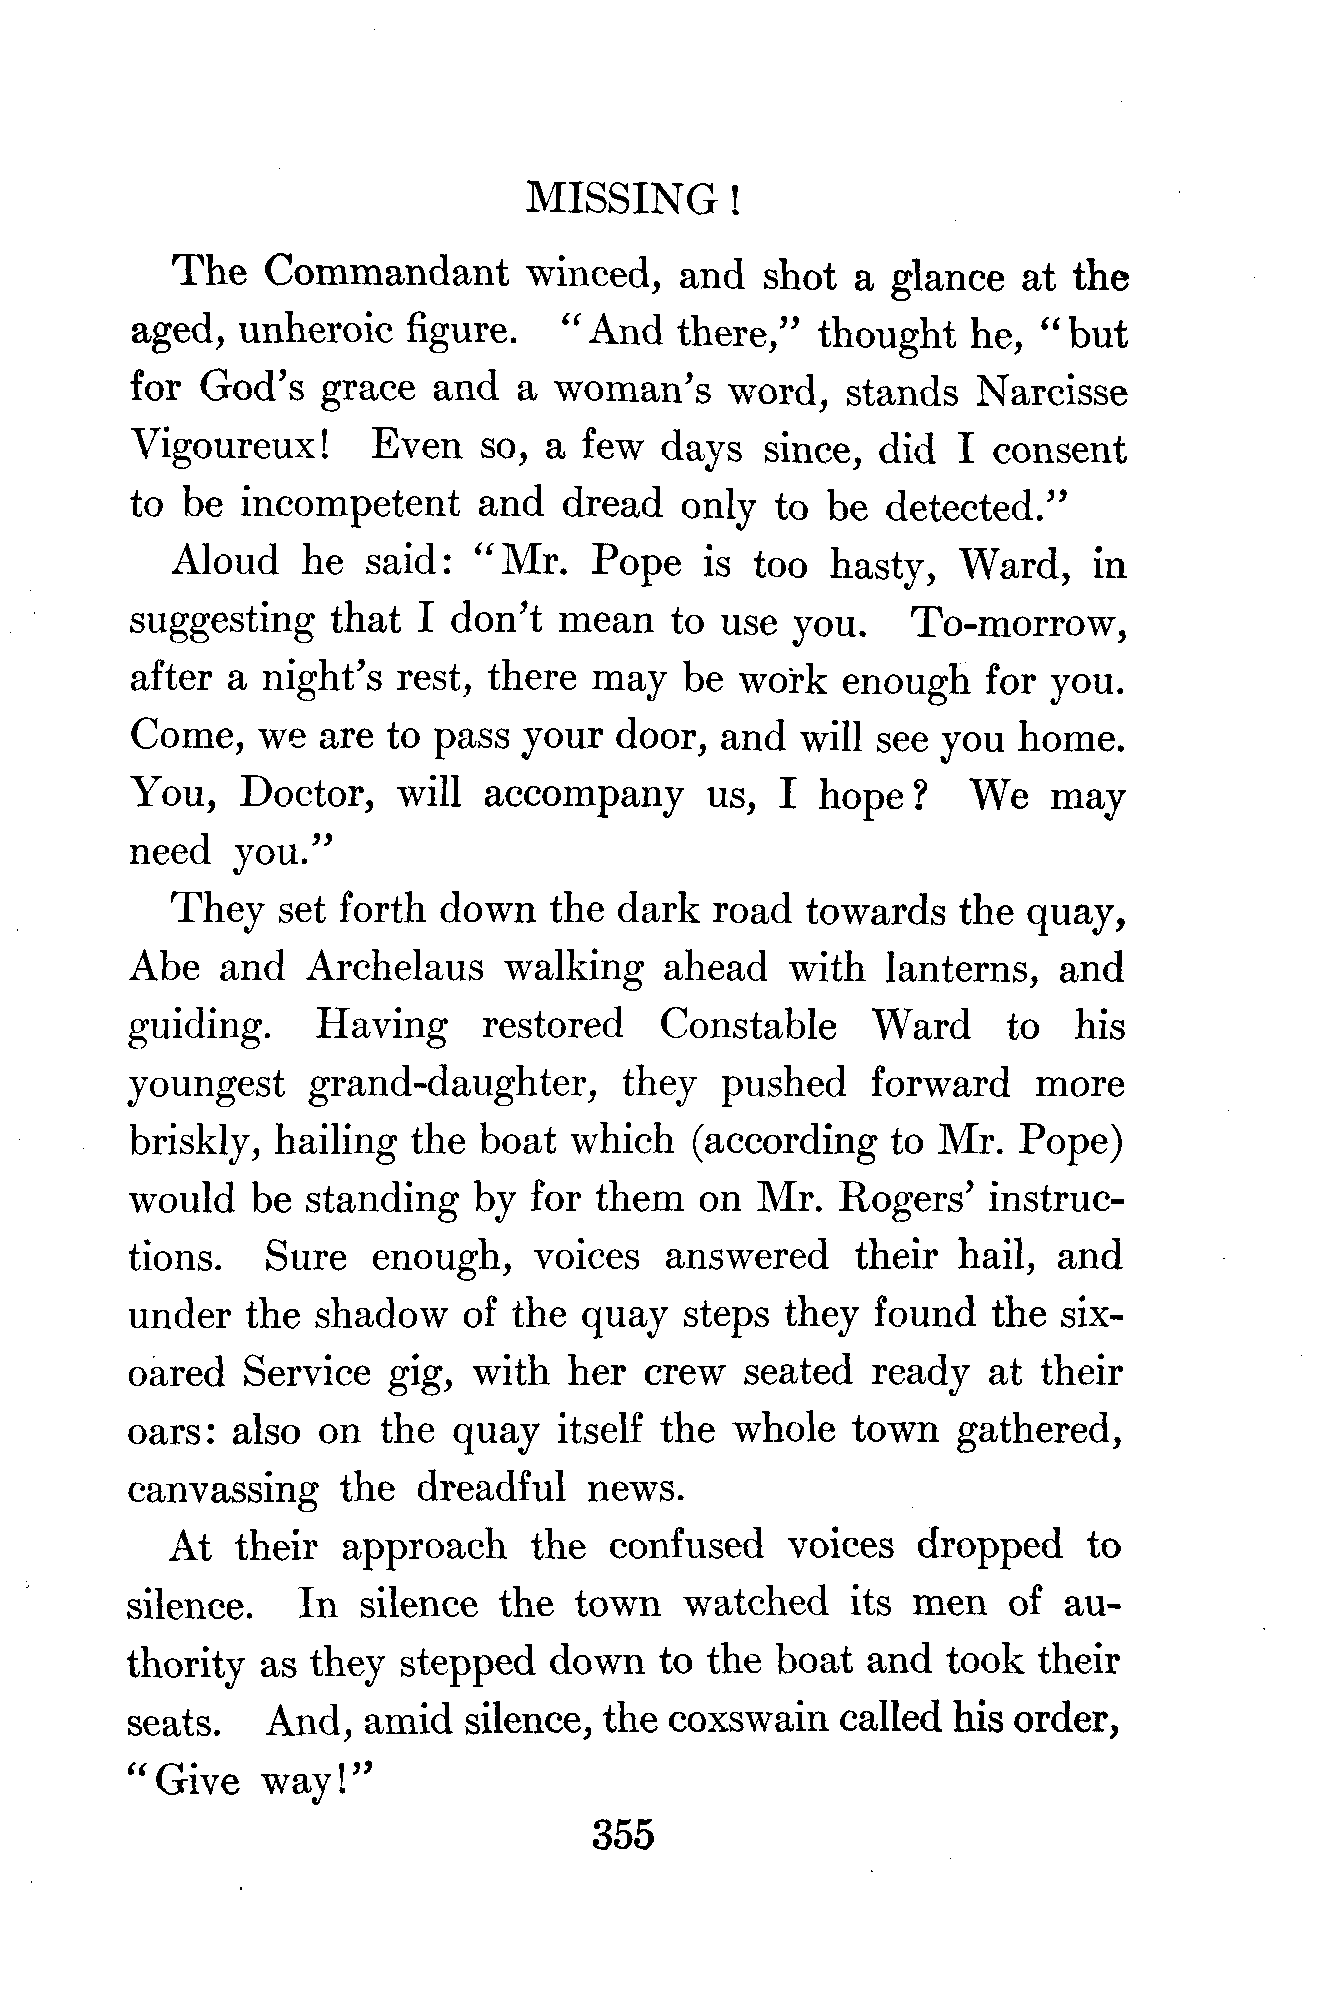 MISSING!
The Commandant winced, and shot a glance at the
aged, unheroic figure. "And there," thought he, "but
for God's grace and a woman's word, stands Narcisse
Vigoureux! Even so, a few days since, did I consent
to be incompetent and dread only to be detected."
Aloud he said: "Mr. Pope is too hasty, Ward, in
suggesting that I don't mean to use you. To-morrow,
after a night's rest, there may be work enough for you.
Come, we are to pass your door, and will see you home.
You, Doctor, will accompany us, I hope? We may
need you."
They set forth down the dark road towards the quay,
Abe and Archelaus walking ahead with lanterns, and
guiding. Having restored Constable Ward to his
youngest grand-daughter, they pushed forward more
briskly, hailing the boat which (according to Mr. Pope)
would be standing by for them on Mr. Rogers' instruc-
tions. Sure enough, voices answered their hail, and
under the shadow of the quay steps they found the six-
oared Service gig, with her crew seated ready at their
oars: also on the quay itself the whole town gathered,
canvassing the dreadful news.
At their approach the confused voices dropped to
silence. In silence the town watched its men of au-
thority as they stepped down to the boat and took their
seats. And, amid silence, the coxswain called his order,
"Give way!"
355